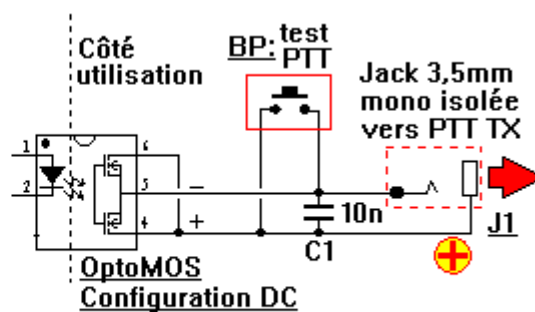 Côté
utilisation
BP: test
PTT
Jack 3,5mm
mono isolée
vers PTT TX
1
2
6
5
4
−
+
10n
C1
J1
+
OptoMOS
Configuration DC